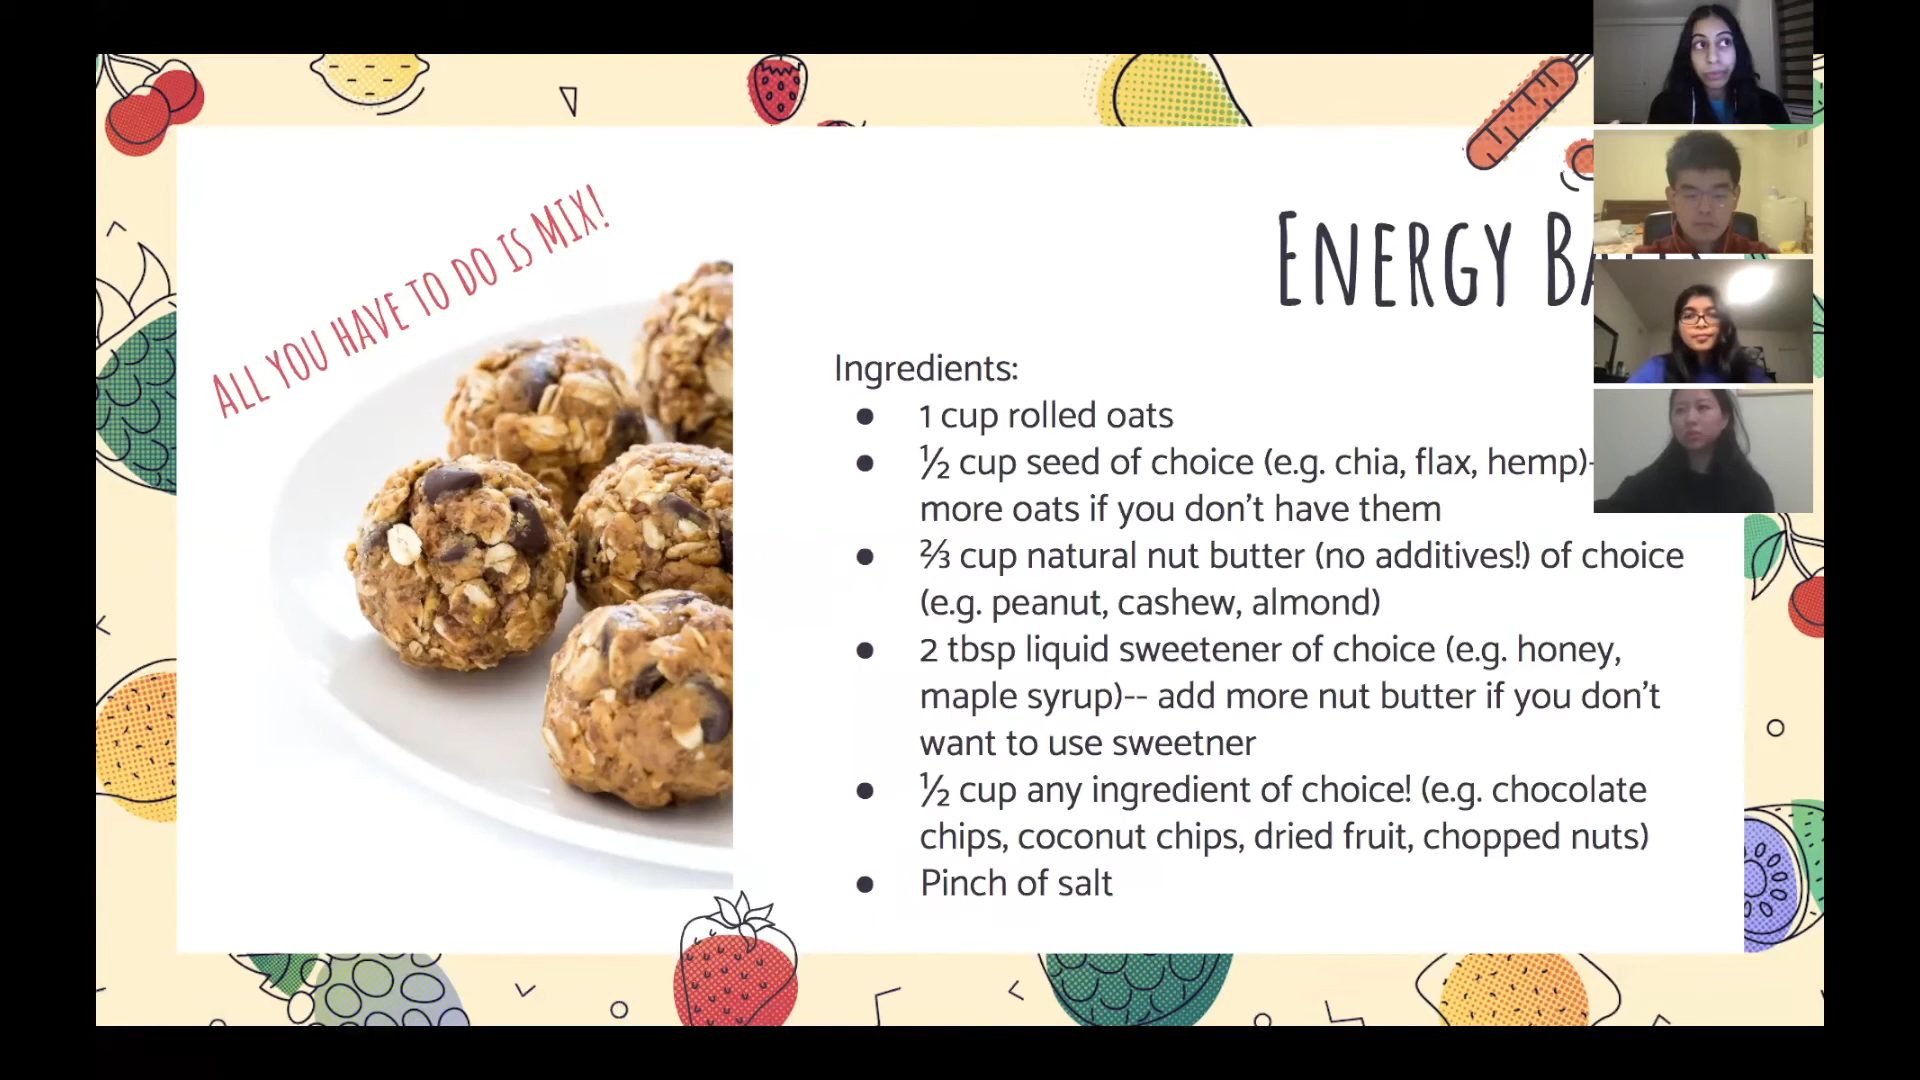 All you have to do is Mix!
Energy
Ingredients:
● 1 cup rolled oats
● ½ cup seed of choice (e.g. chia, flax, hemp)-
more oats if you don't have them
● ⅔ cup natural nut butter (no additives!) of choice
(e.g. peanut, cashew, almond)
● 2 tbsp liquid sweetener of choice (e.g. honey,
maple syrup)-- add more nut butter if you don't
want to use sweetner
● ½ cup any ingredient of choice! (e.g. chocolate
chips, coconut chips, dried fruit, chopped nuts)
● Pinch of salt